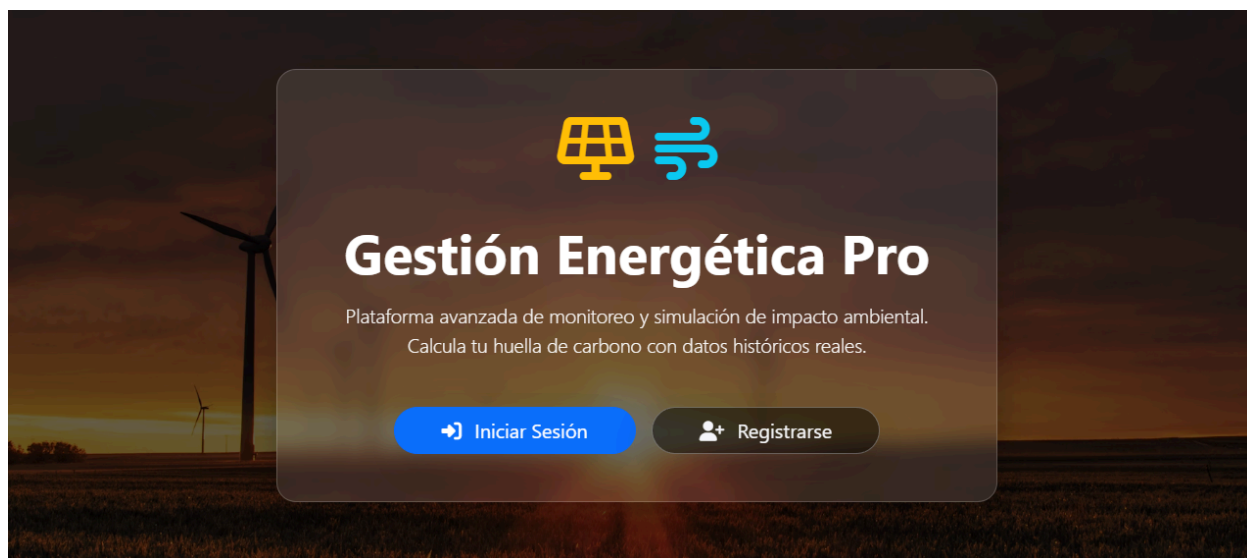 Gestión Energética Pro
Plataforma avanzada de monitoreo y simulación de impacto ambiental.
Calcula tu huella de carbono con datos históricos reales.
Iniciar Sesión
Registrarse